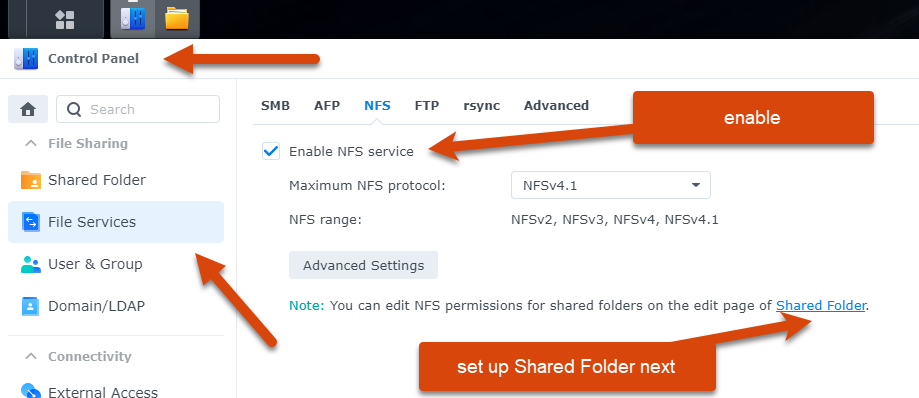 Control Panel
Search
SMB AFP NFS FTP rsync Advanced
enable
File Sharing
Enable NFS service
Shared Folder
Maximum NFS protocol: NFSv4.1
File Services
NFS range: NFSv2, NFSv3, NFSv4, NFSv4.1
User & Group
Advanced Settings
Domain/LDAP
Note: You can edit NFS permissions for shared folders on the edit page of Shared Folder.
Connectivity
set up Shared Folder next
External Access